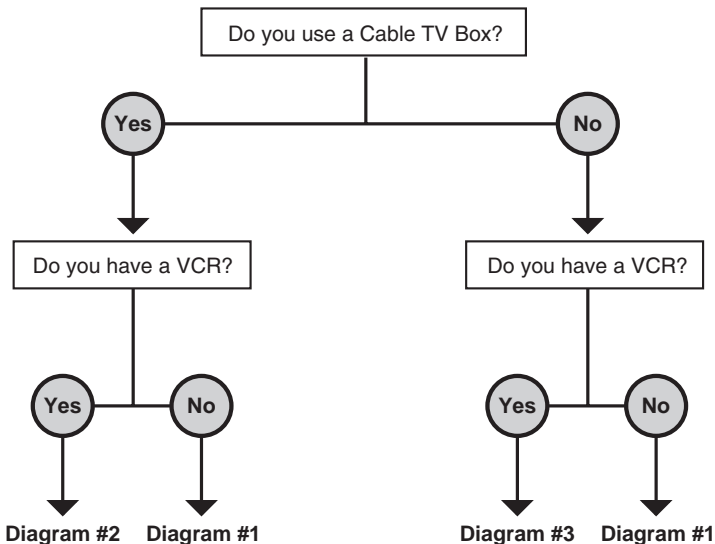 Do you use a Cable TV Box?
Yes
No
Do you have a VCR?
Do you have a VCR?
Yes
No
Yes
No
Diagram #2
Diagram #1
Diagram #3
Diagram #1